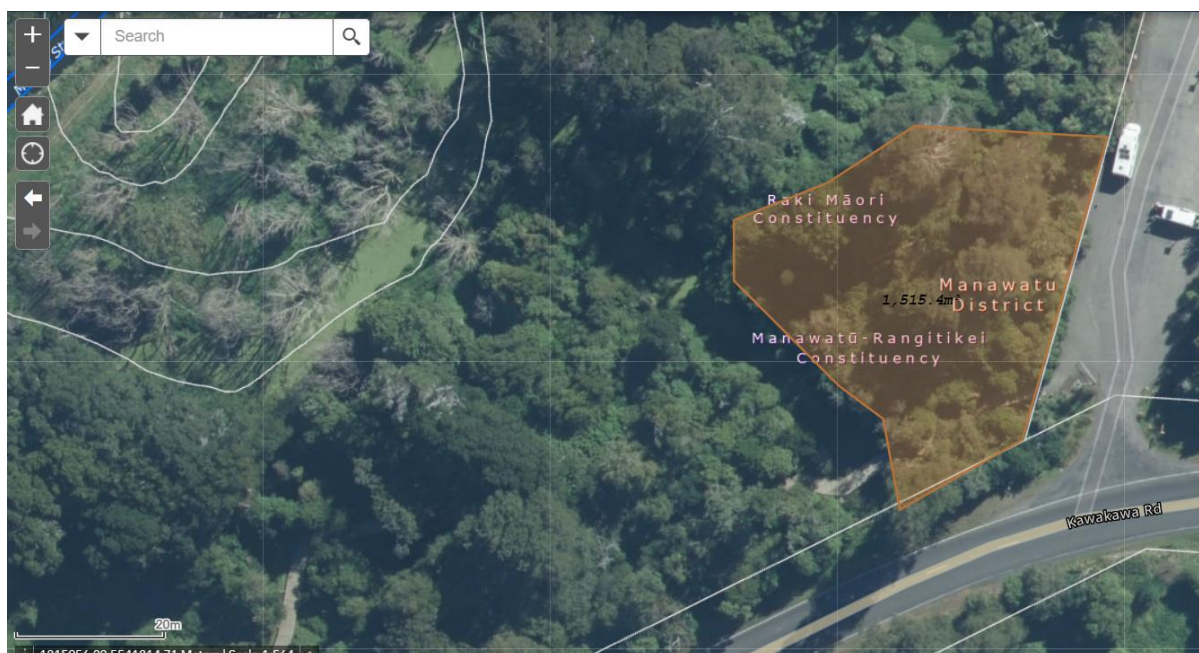 Search
Raki Māori
Constituency
Manawatu
District
1,515.4m²
Manawatū-Rangitikei
Constituency
Kawakawa Rd
20m